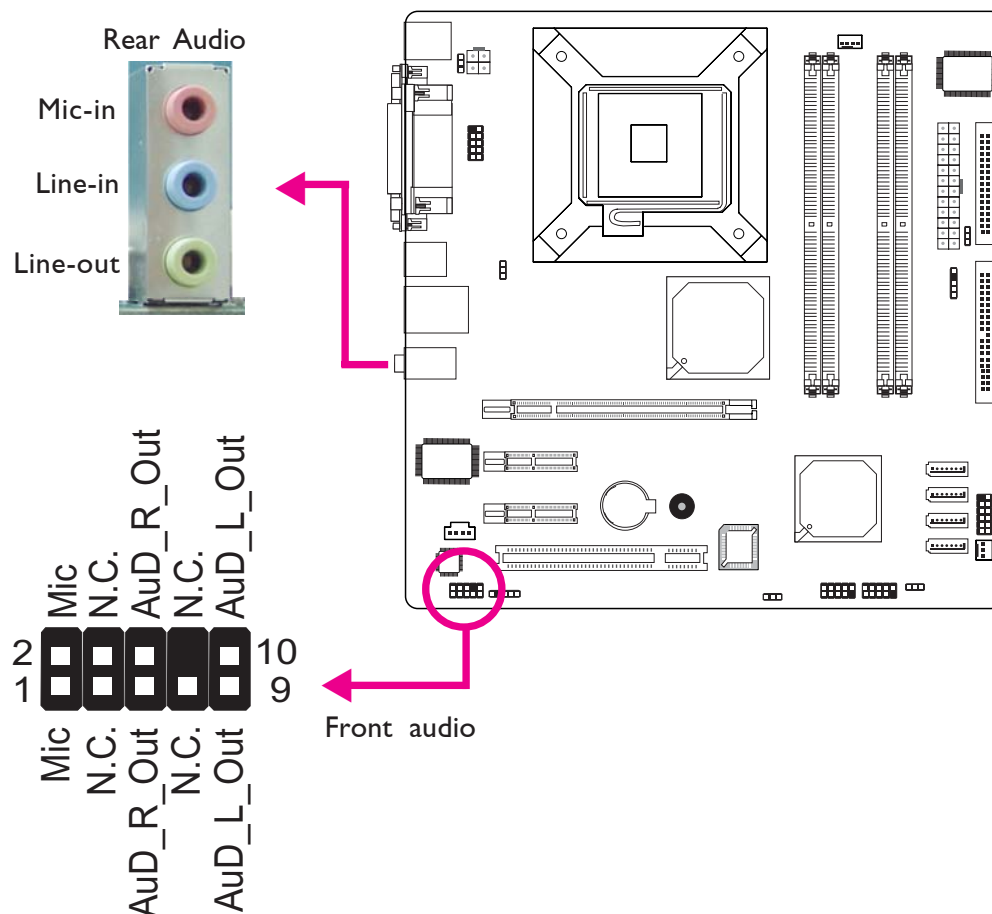 Rear Audio
Mic-in
Line-in
Line-out
Mic
N.C.
AuD_R_Out
N.C.
AuD_L_Out
2
10
1
9
Mic
N.C.
AuD_R_Out
N.C.
AuD_L_Out
Front audio